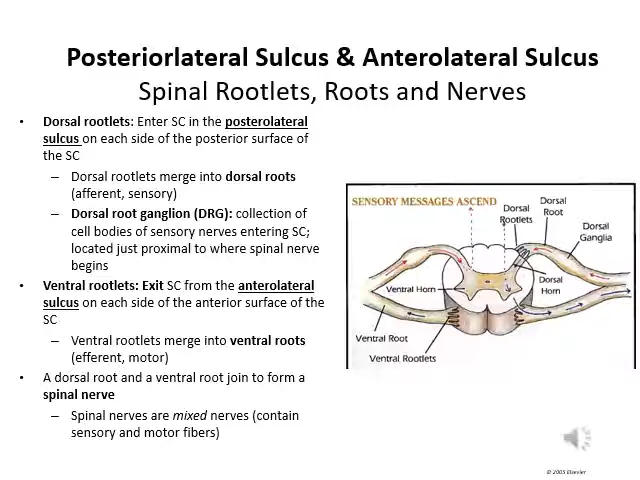 Posteriorlateral Sulcus & Anterolateral Sulcus
Spinal Rootlets, Roots and Nerves
• Dorsal rootlets: Enter SC in the posterolateral
sulcus on each side of the posterior surface of
the SC
– Dorsal rootlets merge into dorsal roots
(afferent, sensory)
– Dorsal root ganglion (DRG): collection of
cell bodies of sensory nerves entering SC;
located just proximal to where spinal nerve
begins
• Ventral rootlets: Exit SC from the anterolateral
sulcus on each side of the anterior surface of the
SC
– Ventral rootlets merge into ventral roots
(efferent, motor)
• A dorsal root and a ventral root join to form a
spinal nerve
– Spinal nerves are mixed nerves (contain
sensory and motor fibers)
SENSORY MESSAGES ASCEND
Dorsal
Rootlets
Dorsal
Root
Dorsal
Ganglia
Ventral Horn
Dorsal
Horn
Ventral Root
Ventral Rootlets
© 2005 Elsevier